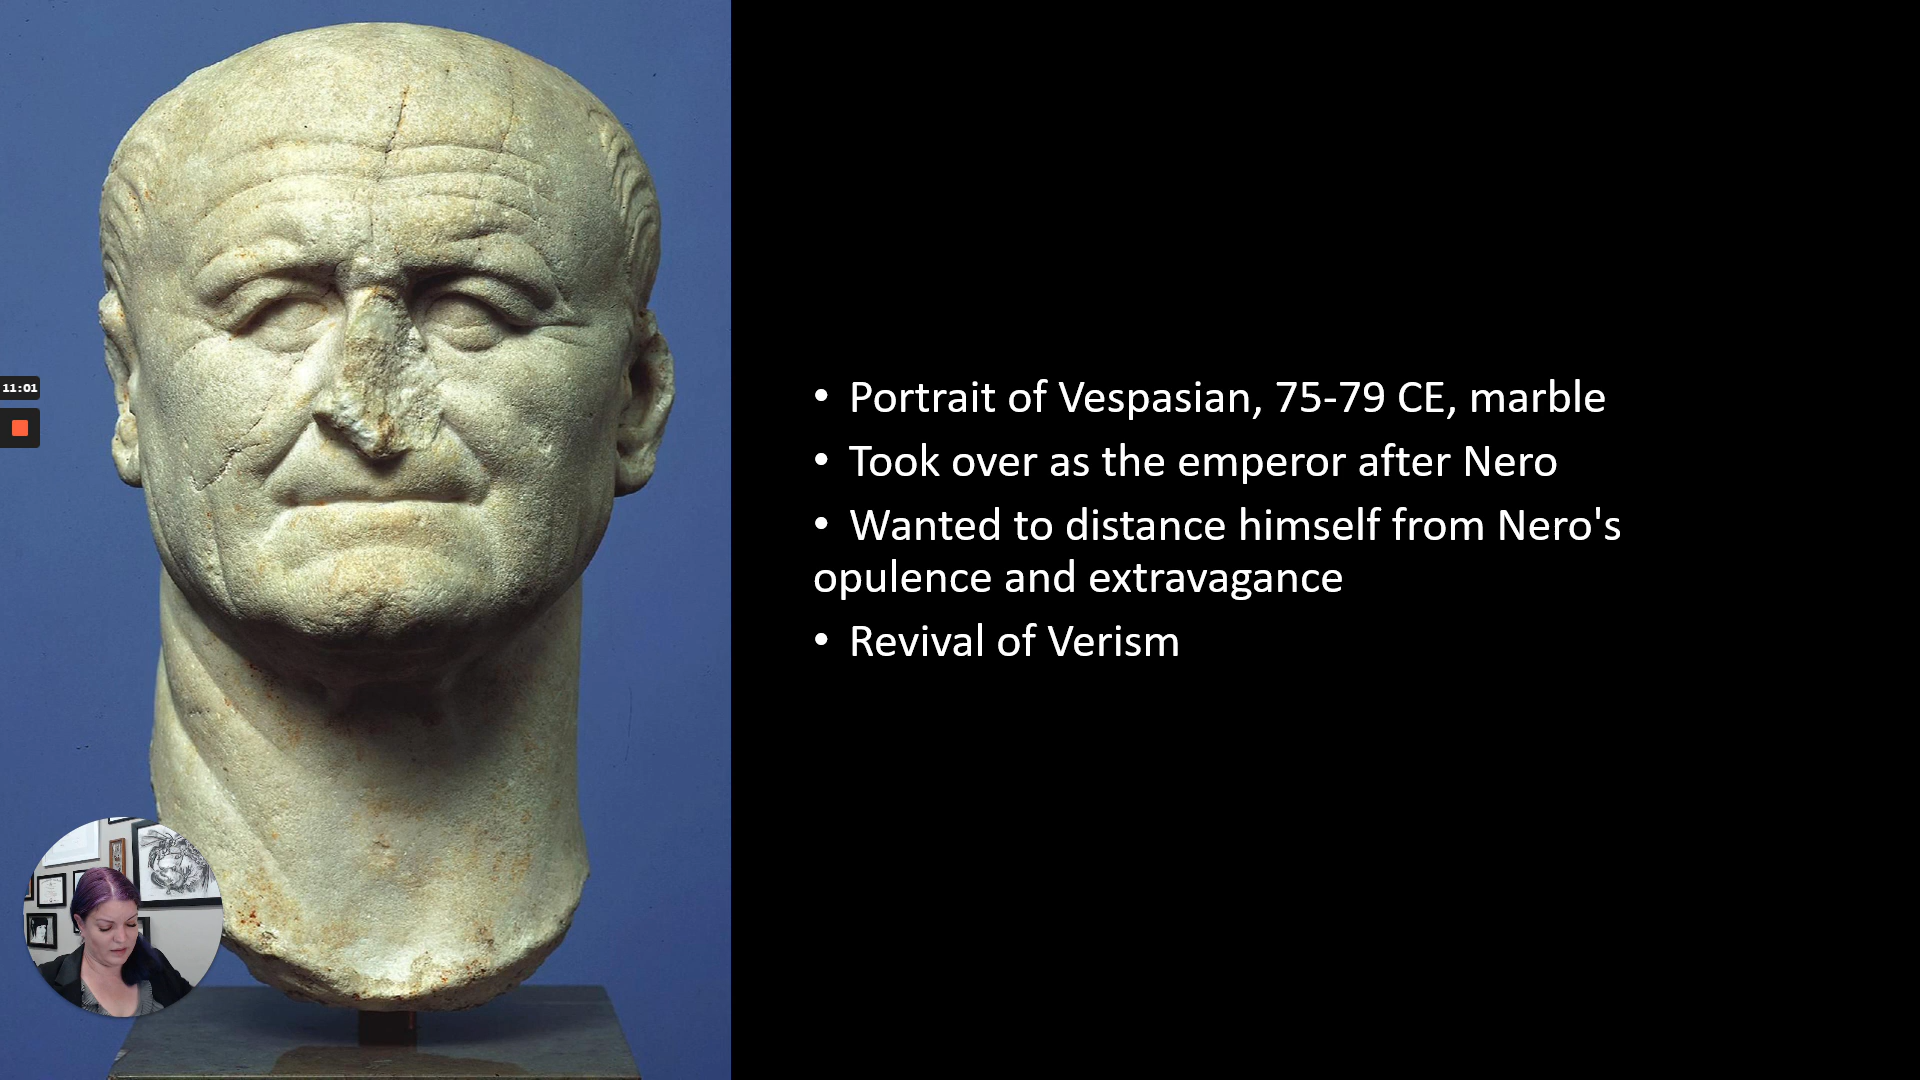 11:01
• Portrait of Vespasian, 75-79 CE, marble
• Took over as the emperor after Nero
• Wanted to distance himself from Nero's
opulence and extravagance
• Revival of Verism